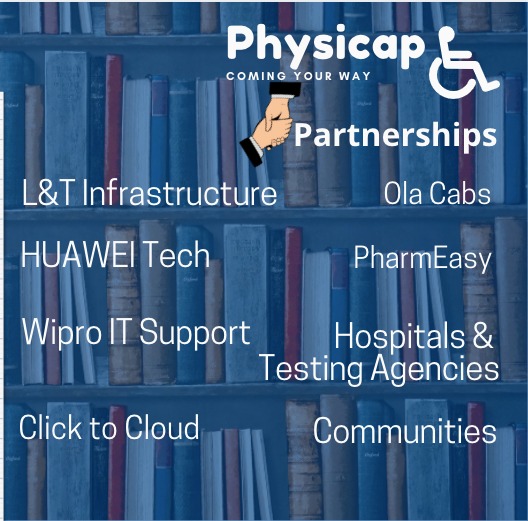 Physicap
COMING YOUR WAY
Partnerships
L&T Infrastructure
Ola Cabs
HUAWEI Tech
PharmEasy
Wipro IT Support
Hospitals &
Testing Agencies
Click to Cloud
Communities